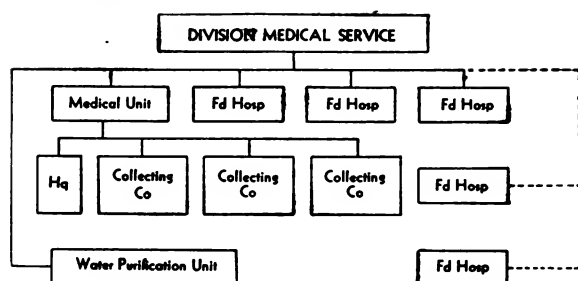 DIVISION MEDICAL SERVICE
Medical Unit
Fd Hosp
Fd Hosp
Fd Hosp
Hq
Collecting
Co
Collecting
Co
Collecting
Co
Fd Hosp
Water Purification Unit
Fd Hosp